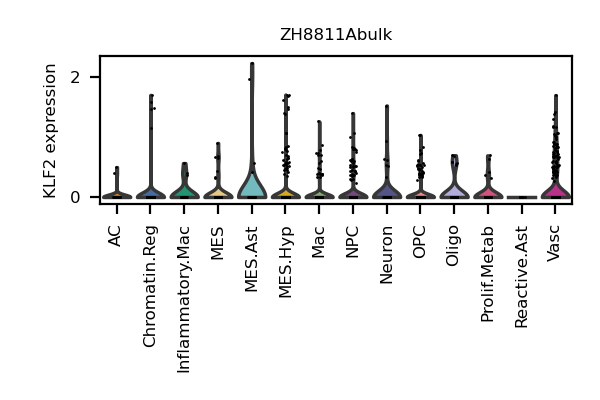 ZH8811Abulk
KLF2 expression
2
0
AC
Chromatin.Reg
Inflammatory.Mac
MES
MES.Ast
MES.Hyp
Mac
NPC
Neuron
OPC
Oligo
Prolif.Metab
Reactive.Ast
Vasc